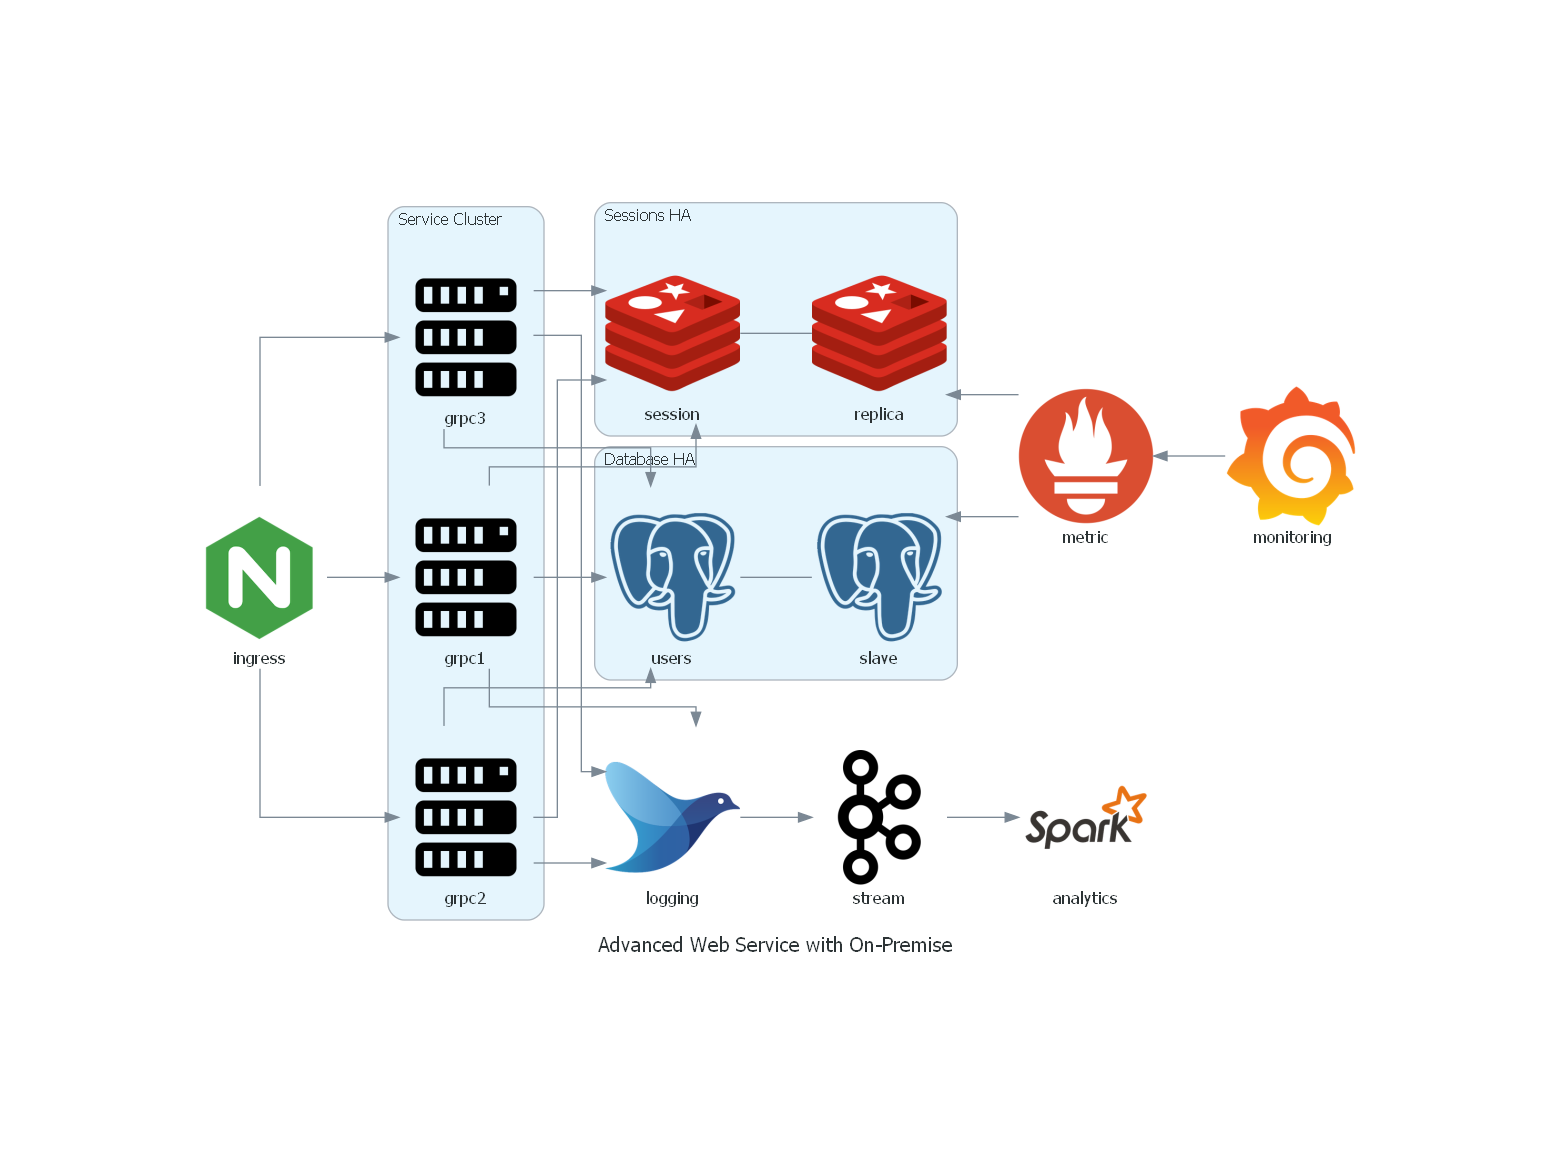 Service Cluster
Sessions HA
grpc3
session
replica
Database HA
metric
monitoring
N
ingress
grpc1
users
slave
Spark
grpc2
logging
stream
analytics
Advanced Web Service with On-Premise